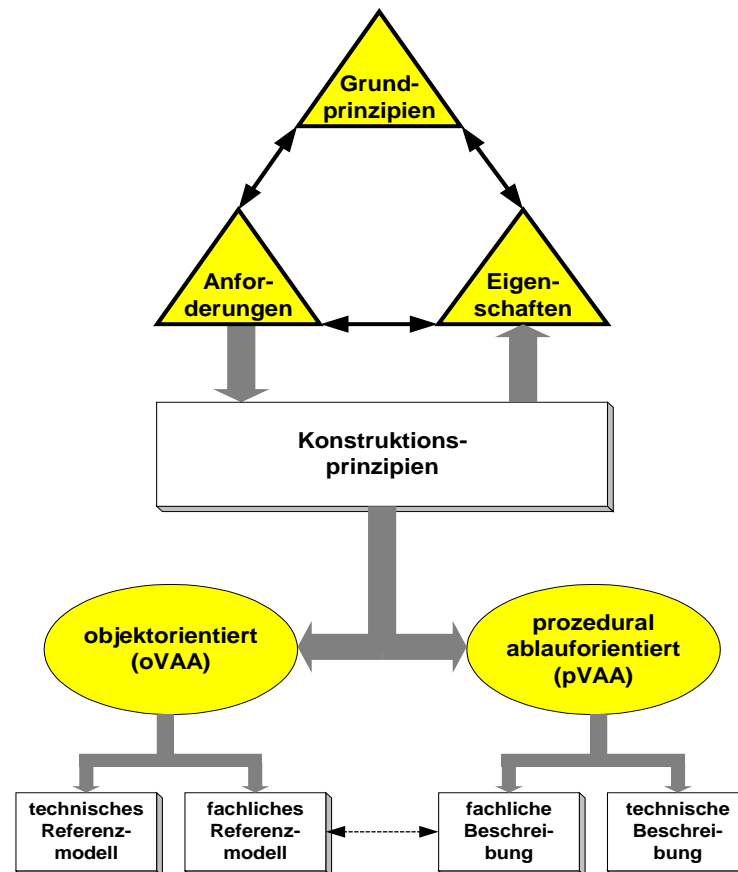 Grund-
prinzipien
Anfor-
derungen
Eigen-
schaften
Konstruktions-
prinzipien
objektorientiert
(oVAA)
prozedural
ablauforientiert
(pVAA)
technisches
Referenz-
modell
fachliches
Referenz-
modell
fachliche
Beschrei-
bung
technische
Beschrei-
bung